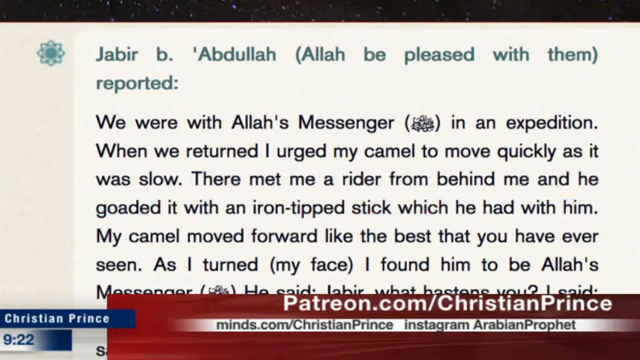 Jabir b. 'Abdullah (Allah be pleased with them)
reported:
We were with Allah's Messenger (ﷺ) in an expedition.
When we returned I urged my camel to move quickly as it
was slow. There met me a rider from behind me and he
goaded it with an iron-tipped stick which he had with him.
My camel moved forward like the best that you have ever
seen. As I turned (my face) I found him to be Allah's
Messenger (ﷺ) He said: Jabir, what hastens you? I said:
Patreon.com/ChristianPrince
Christian Prince
minds.com/ChristianPrince instagram ArabianProphet
9:22